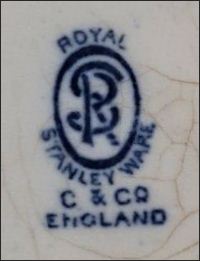 ROYAL
STANLEY WARE
C & CO
ENGLAND